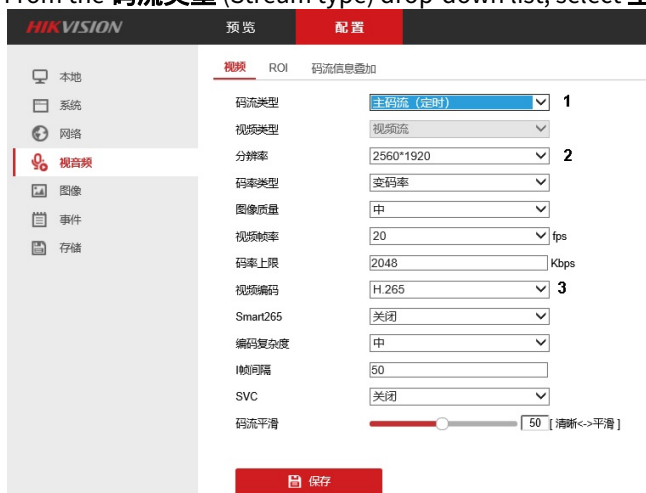 From the 码流类型 (Stream type) drop-down list, select
HIKVISION 预览 配置
本地
系统
网络
视音频
图像
事件
存储
视频 ROI 码流信息叠加
码流类型 主码流（定时） 1
视频类型 视频流
分辨率 2560*1920 2
码率类型 变码率
图像质量 中
视频帧率 20 fps
码率上限 2048 Kbps
视频编码 H.265 3
Smart265 关闭
编码复杂度 中
I帧间隔 50
SVC 关闭
码流平滑 50 [ 清晰<->平滑 ]
保存